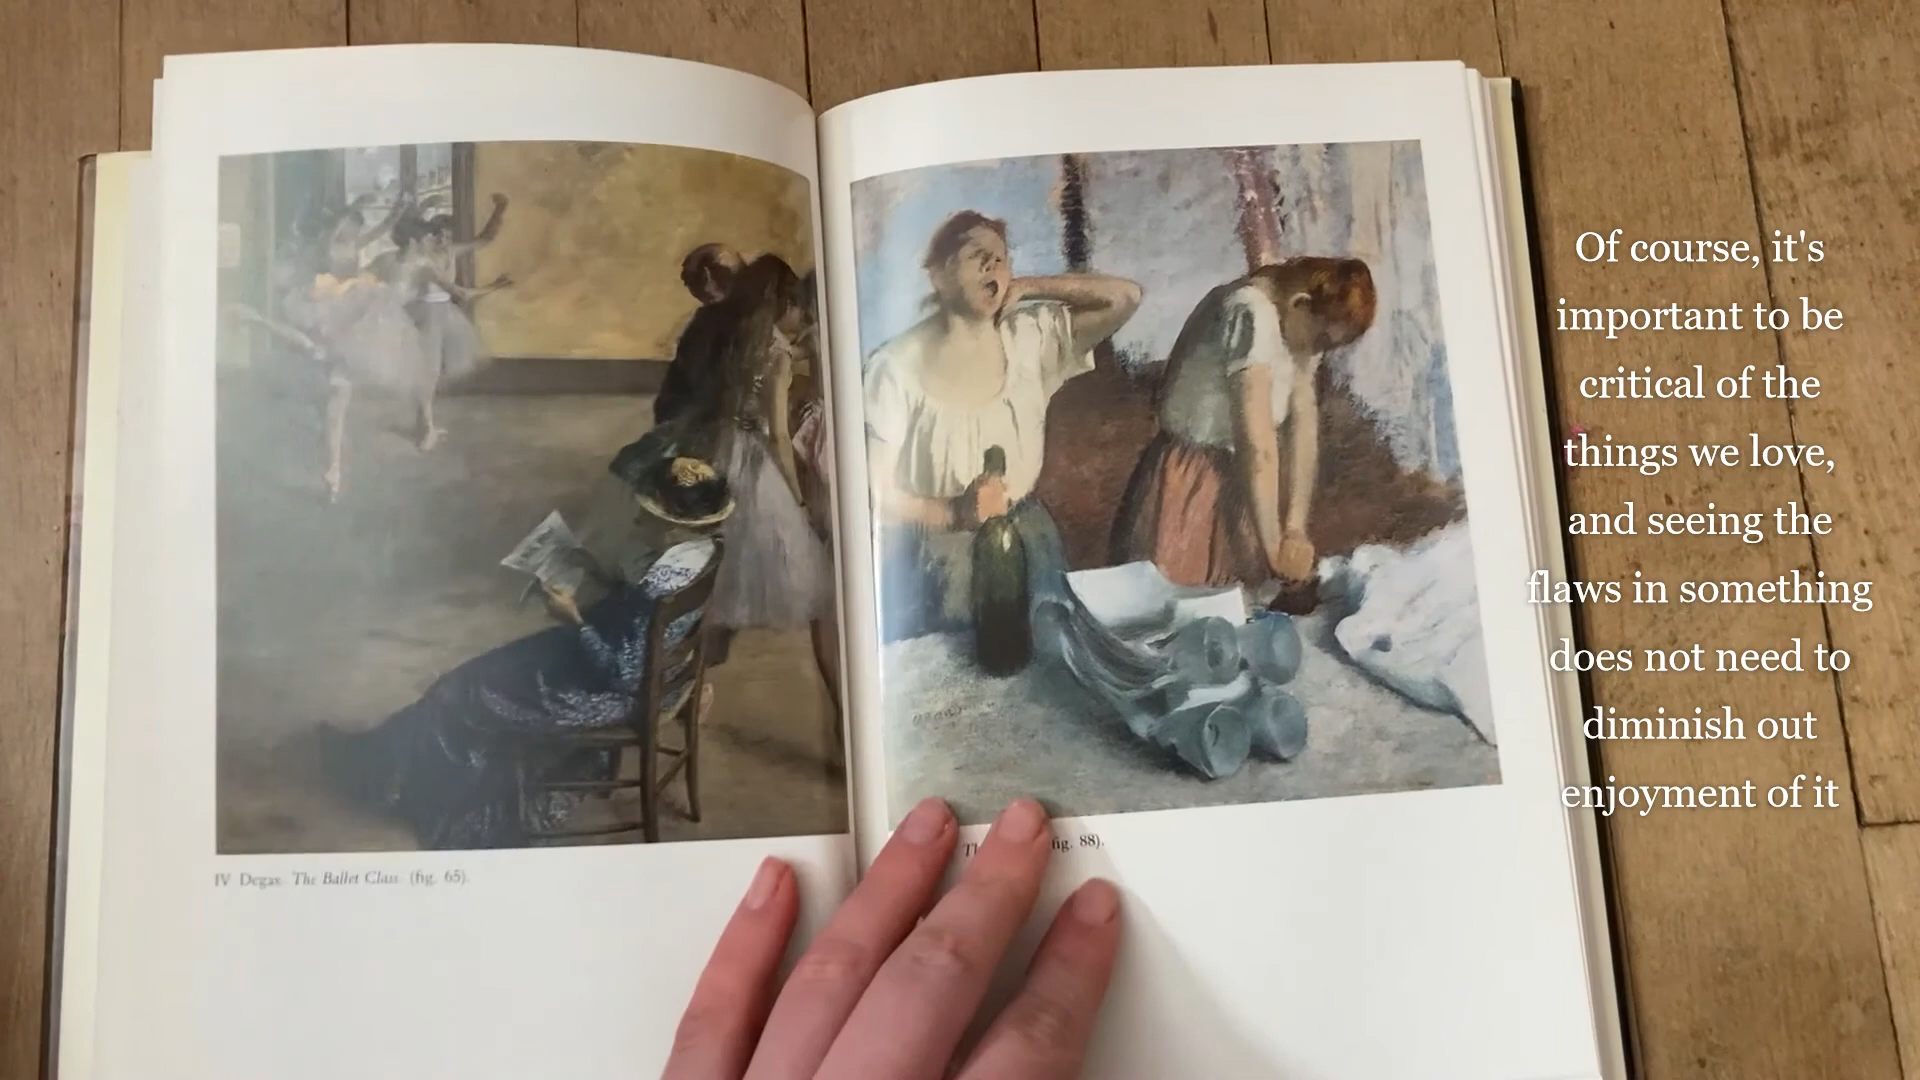 IV Degas. The Ballet Class. (fig. 65).
fig. 88).
Of course, it's
important to be
critical of the
things we love,
and seeing the
flaws in something
does not need to
diminish out
enjoyment of it